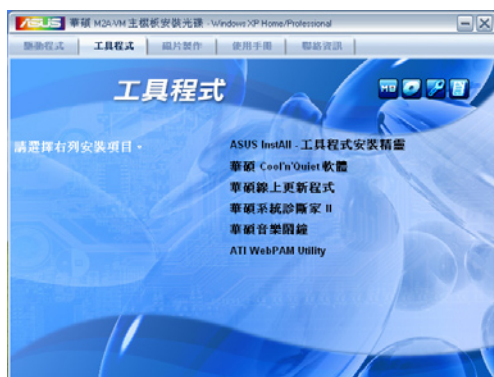 ASUS 華碩 M2A-VM 主機板安裝光碟 - Windows XP Home/Professional
驅動程式 工具程式 磁片製作 使用手冊 聯絡資訊
工具程式
請選擇右列安裝項目。
ASUS InstAll - 工具程式安裝精靈
華碩 Cool'n'Quiet 軟體
華碩線上更新程式
華碩系統診斷家 II
華碩音樂鬧鐘
ATI WebPAM Utility